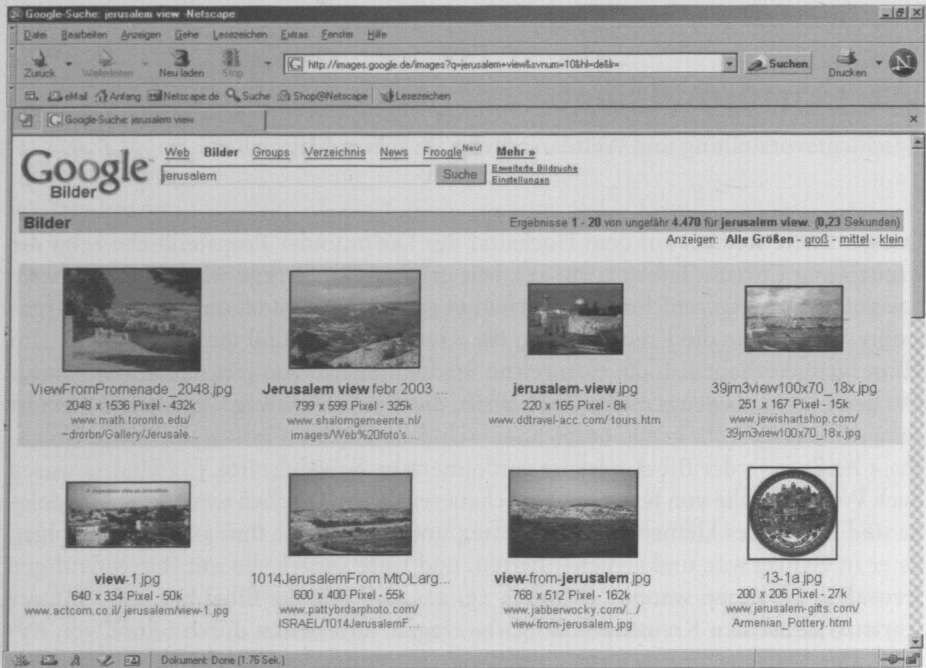 Google-Suche: jerusalem view -Netscape
Datei Bearbeiten Anzeigen Gehe Lesezeichen Extras Fenster Hilfe
Zurück Weiterleiten Neu laden Stop http://images.google.de/images?q=jerusalem+view&svnum=10&hl=de&lr= Suchen Drucken N
eMail Anfang Netscape.de Suche Shop@Netscape Lesezeichen
Google-Suche: jerusalem view
Google Bilder
Web Bilder Groups Verzeichnis News Froogle Neu! Mehr »
jerusalem Suche Erweiterte Bildsuche
Einstellungen
Bilder Ergebnisse 1 - 20 von ungefähr 4.470 für jerusalem view. (0,23 Sekunden)
Anzeigen: Alle Größen - groß - mittel - klein
ViewFromPromenade_2048.jpg
2048 x 1536 Pixel - 432k
www.math.toronto.edu/
~drorbn/Gallery/Jerusale...
Jerusalem view febr 2003 ...
799 x 599 Pixel - 325k
www.shalomgemeente.nl/
images/Web%20foto's...
jerusalem-view.jpg
220 x 165 Pixel - 8k
www.ddtravel-acc.com/ tours.htm
39jm3view100x70_18x.jpg
251 x 167 Pixel - 15k
www.jewishartshop.com/
39jm3view100x70_18x.jpg
view-1.jpg
640 x 334 Pixel - 50k
www.actcom.co.il/ jerusalem/view-1.jpg
1014JerusalemFrom MtOLarg...
600 x 400 Pixel - 55k
www.pattybrdarphoto.com/
ISRAEL/1014JerusalemF...
view-from-jerusalem.jpg
768 x 512 Pixel - 162k
www.jabberwocky.com/.../
view-from-jerusalem.jpg
13-1a.jpg
200 x 206 Pixel - 27k
www.jerusalem-gifts.com/
Armenian_Pottery.html
Dokument: Done (1.76 Sek.)